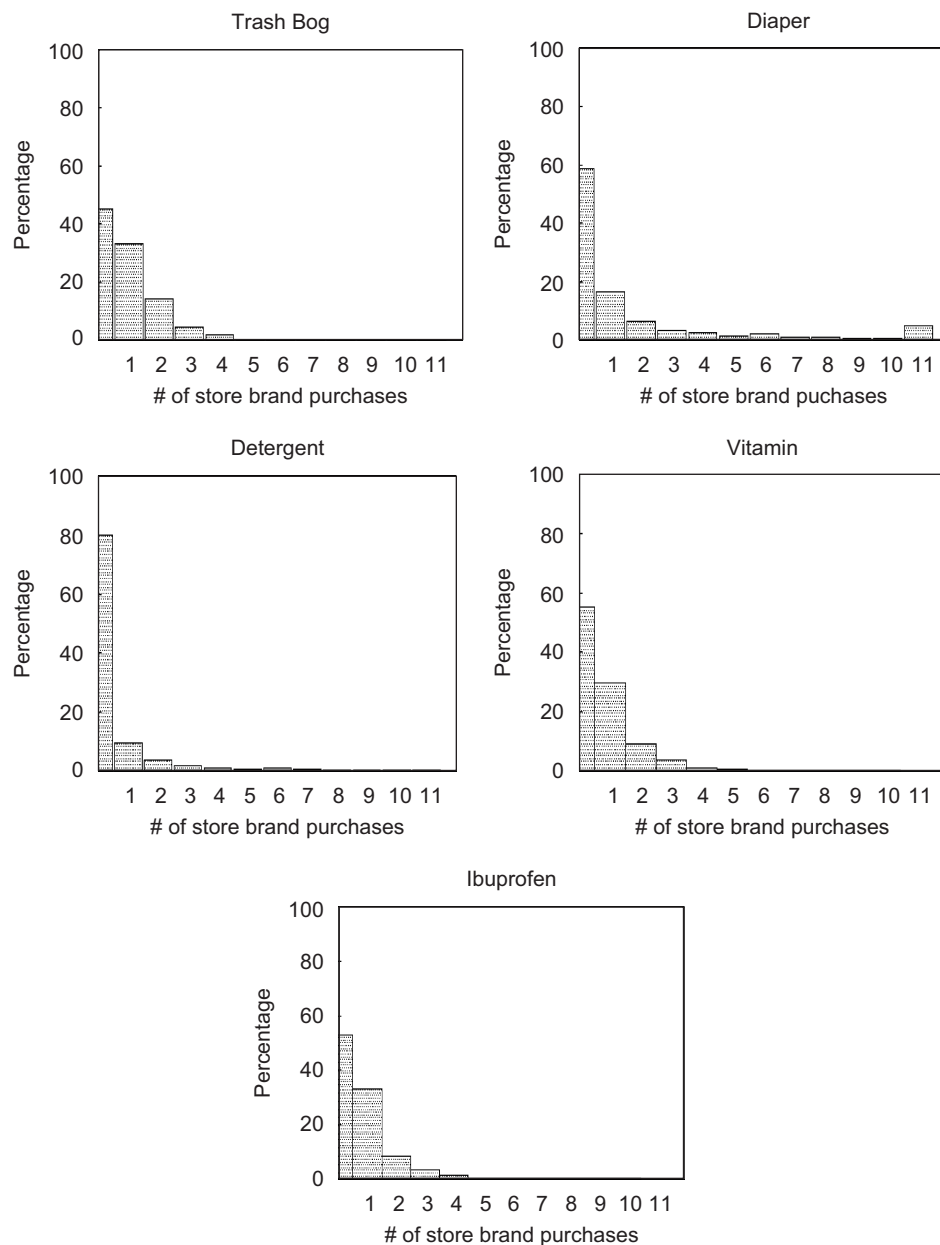 Trash Bog
100
80
60
40
20
0
Percentage
1 2 3 4 5 6 7 8 9 10 11
# of store brand purchases
Diaper
100
80
60
40
20
0
Percentage
1 2 3 4 5 6 7 8 9 10 11
# of store brand puchases
Detergent
100
80
60
40
20
0
Percentage
1 2 3 4 5 6 7 8 9 10 11
# of store brand purchases
Vitamin
100
80
60
40
20
0
Percentage
1 2 3 4 5 6 7 8 9 10 11
# of store brand purchases
Ibuprofen
100
80
60
40
20
0
Percentage
1 2 3 4 5 6 7 8 9 10 11
# of store brand purchases